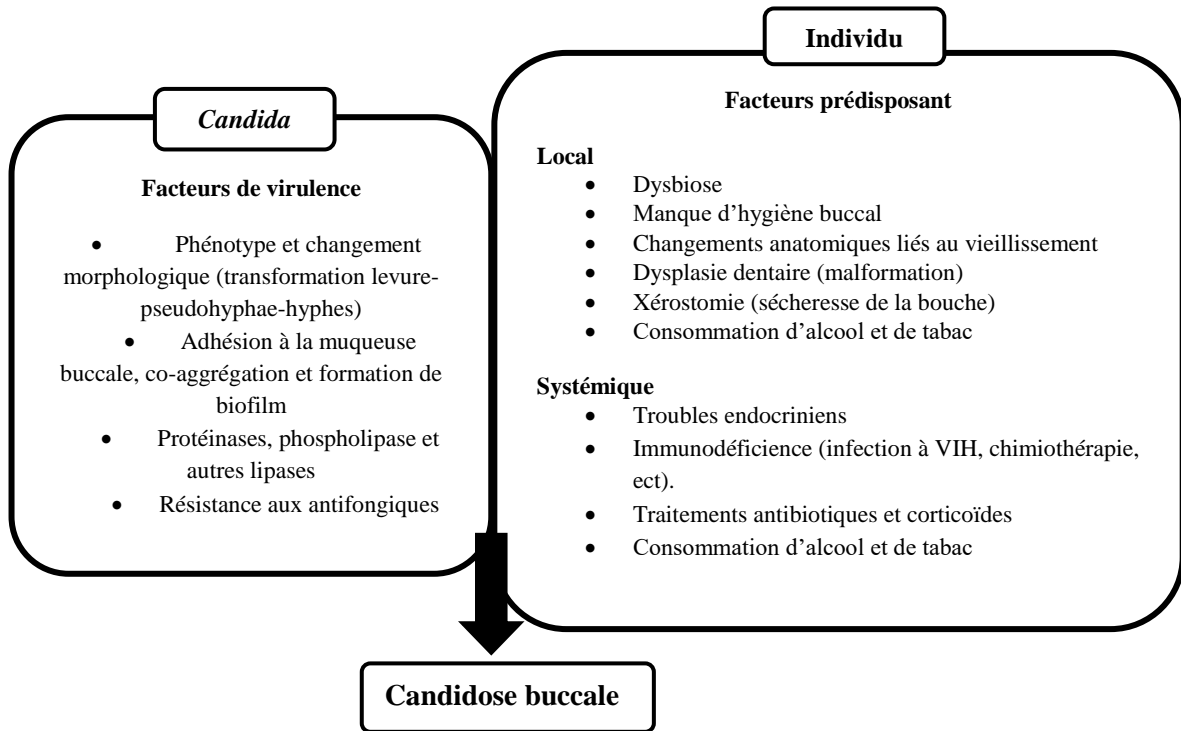 Candida
Facteurs de virulence
• Phénotype et changement
morphologique (transformation levure-
pseudohyphae-hyphes)
• Adhésion à la muqueuse
buccale, co-aggrégation et formation de
biofilm
• Protéinases, phospholipase et
autres lipases
• Résistance aux antifongiques
Individu
Facteurs prédisposant
Local
• Dysbiose
• Manque d’hygiène buccal
• Changements anatomiques liés au vieillissement
• Dysplasie dentaire (malformation)
• Xérostomie (sécheresse de la bouche)
• Consommation d’alcool et de tabac
Systémique
• Troubles endocriniens
• Immunodéficience (infection à VIH, chimiothérapie,
ect).
• Traitements antibiotiques et corticoïdes
• Consommation d’alcool et de tabac
Candidose buccale